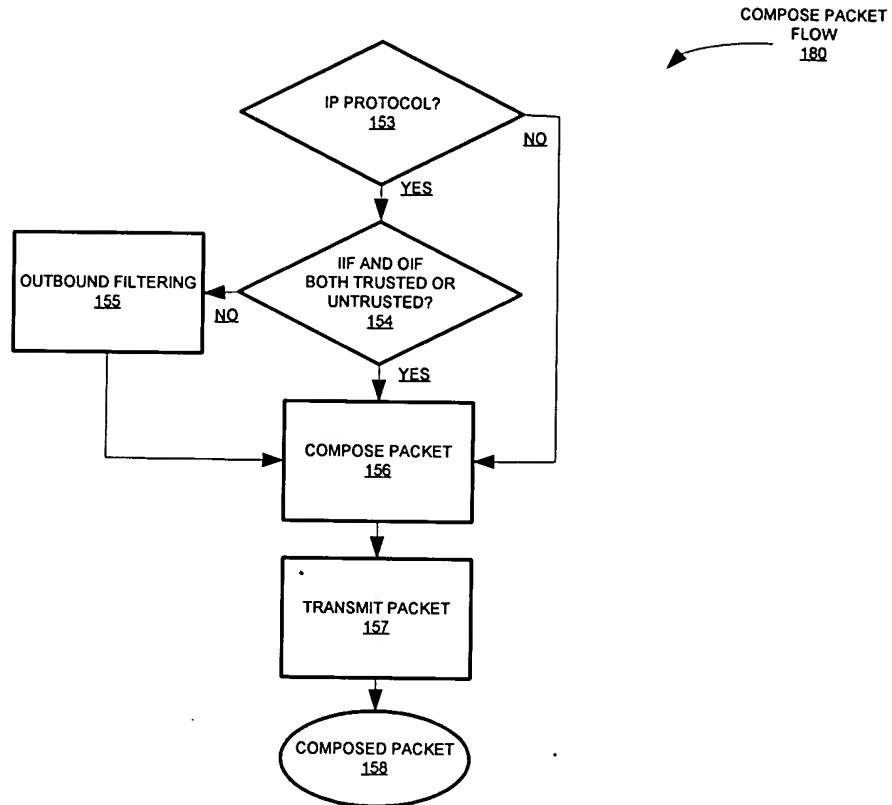 COMPOSE PACKET
FLOW
180
IP PROTOCOL?
153
NO
YES
IIF AND OIF
BOTH TRUSTED OR
UNTRUSTED?
154
OUTBOUND FILTERING
155
NO
YES
COMPOSE PACKET
156
TRANSMIT PACKET
157
COMPOSED PACKET
158